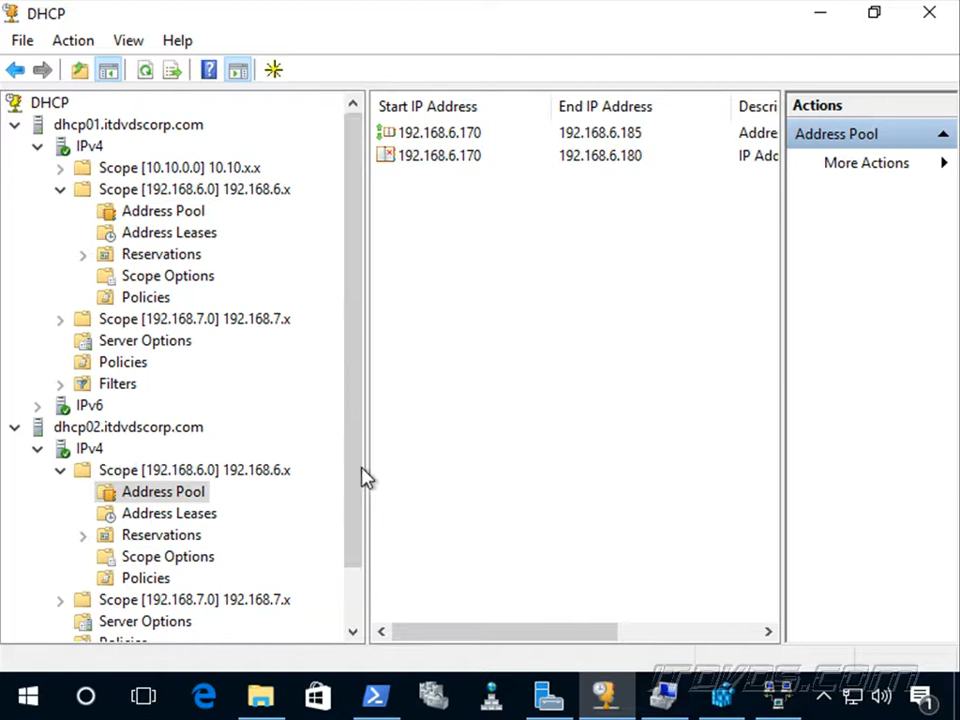 DHCP
File Action View Help
DHCP
dhcp01.itdvdscorp.com
IPv4
Scope [10.10.0.0] 10.10.x.x
Scope [192.168.6.0] 192.168.6.x
Address Pool
Address Leases
Reservations
Scope Options
Policies
Scope [192.168.7.0] 192.168.7.x
Server Options
Policies
Filters
IPv6
dhcp02.itdvdscorp.com
IPv4
Scope [192.168.6.0] 192.168.6.x
Address Pool
Address Leases
Reservations
Scope Options
Policies
Scope [192.168.7.0] 192.168.7.x
Server Options
Policies
Start IP Address End IP Address Descri
192.168.6.170 192.168.6.185 Addre
192.168.6.170 192.168.6.180 IP Adc
Actions
Address Pool
More Actions
ITDVDS.COM
1